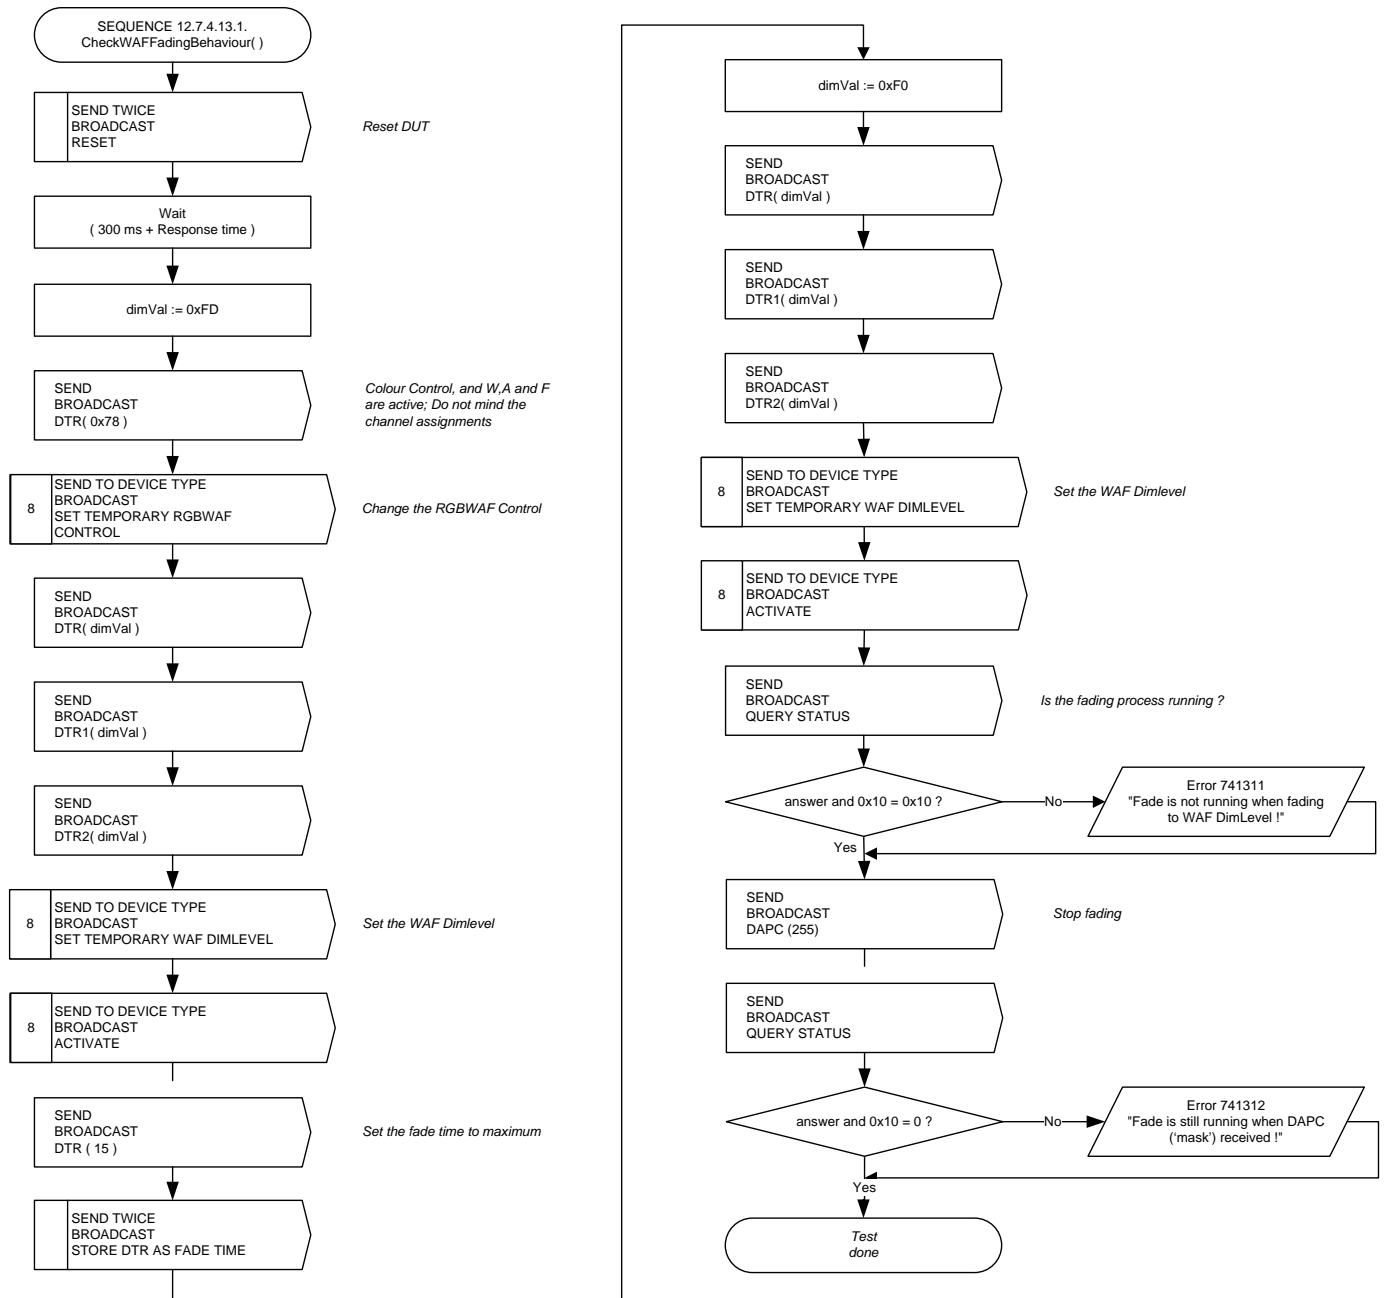 SEQUENCE 12.7.4.13.1.
CheckWAFFadingBehaviour( )
SEND TWICE
BROADCAST
RESET
Reset DUT
Wait
( 300 ms + Response time )
dimVal := 0xFD
SEND
BROADCAST
DTR( 0x78 )
Colour Control, and W,A and F
are active; Do not mind the
channel assignments
8
SEND TO DEVICE TYPE
BROADCAST
SET TEMPORARY RGBWAF
CONTROL
Change the RGBWAF Control
SEND
BROADCAST
DTR( dimVal )
SEND
BROADCAST
DTR1( dimVal )
SEND
BROADCAST
DTR2( dimVal )
8
SEND TO DEVICE TYPE
BROADCAST
SET TEMPORARY WAF DIMLEVEL
Set the WAF Dimlevel
8
SEND TO DEVICE TYPE
BROADCAST
ACTIVATE
SEND
BROADCAST
DTR ( 15 )
Set the fade time to maximum
SEND TWICE
BROADCAST
STORE DTR AS FADE TIME
dimVal := 0xF0
SEND
BROADCAST
DTR( dimVal )
SEND
BROADCAST
DTR1( dimVal )
SEND
BROADCAST
DTR2( dimVal )
8
SEND TO DEVICE TYPE
BROADCAST
SET TEMPORARY WAF DIMLEVEL
Set the WAF Dimlevel
8
SEND TO DEVICE TYPE
BROADCAST
ACTIVATE
SEND
BROADCAST
QUERY STATUS
Is the fading process running ?
answer and 0x10 = 0x10 ?
No
Error 741311
"Fade is not running when fading
to WAF DimLevel !"
Yes
SEND
BROADCAST
DAPC (255)
Stop fading
SEND
BROADCAST
QUERY STATUS
answer and 0x10 = 0 ?
No
Error 741312
"Fade is still running when DAPC
(‘mask’) received !"
Yes
Test
done